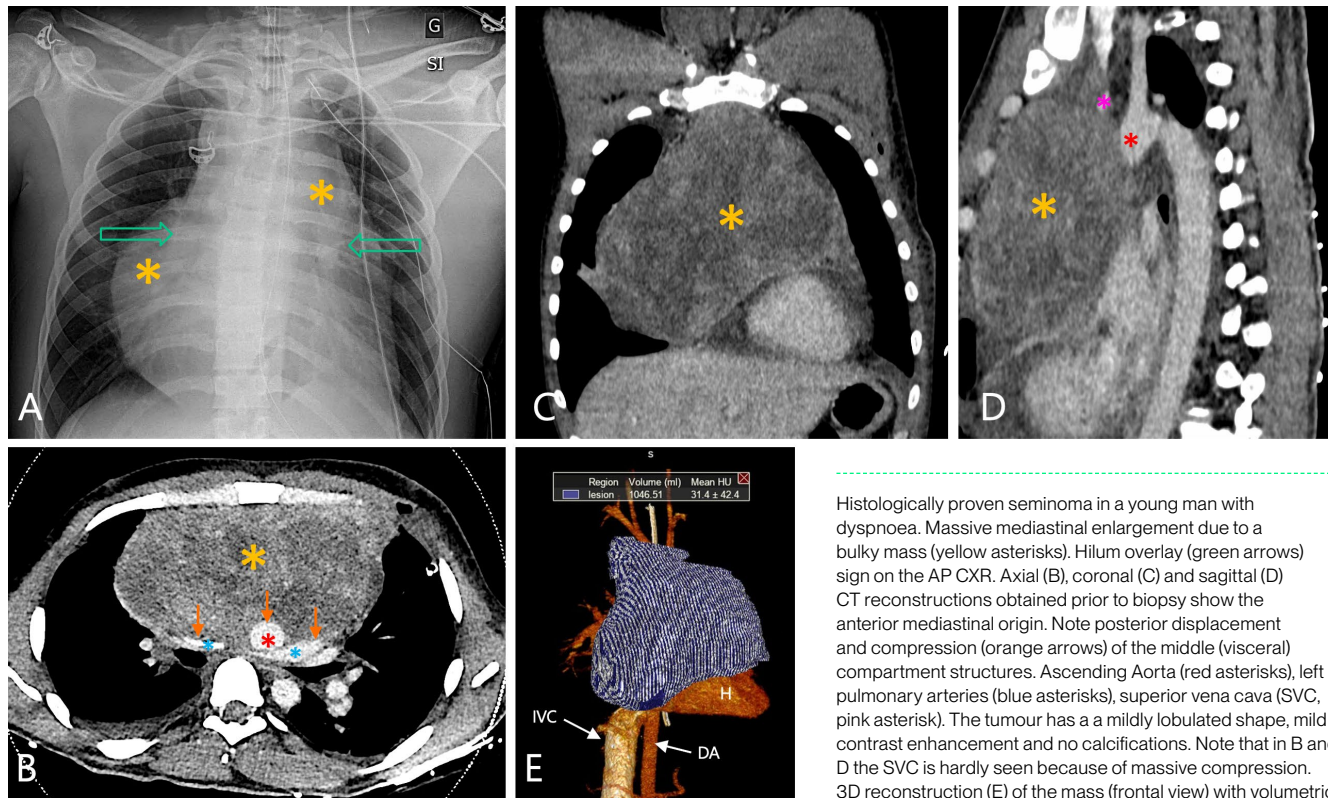 G
SI
A
C
D
B
S
Region Volume (ml) Mean HU
lesion 1046.51 31.4 ± 42.4
H
IVC
DA
E
Histologically proven seminoma in a young man with
dyspnoea. Massive mediastinal enlargement due to a
bulky mass (yellow asterisks). Hilum overlay (green arrows)
sign on the AP CXR. Axial (B), coronal (C) and sagittal (D)
CT reconstructions obtained prior to biopsy show the
anterior mediastinal origin. Note posterior displacement
and compression (orange arrows) of the middle (visceral)
compartment structures. Ascending Aorta (red asterisks), left
pulmonary arteries (blue asterisks), superior vena cava (SVC,
pink asterisk). The tumour has a a mildly lobulated shape, mild
contrast enhancement and no calcifications. Note that in B and
D the SVC is hardly seen because of massive compression.
3D reconstruction (E) of the mass (frontal view) with volumetric